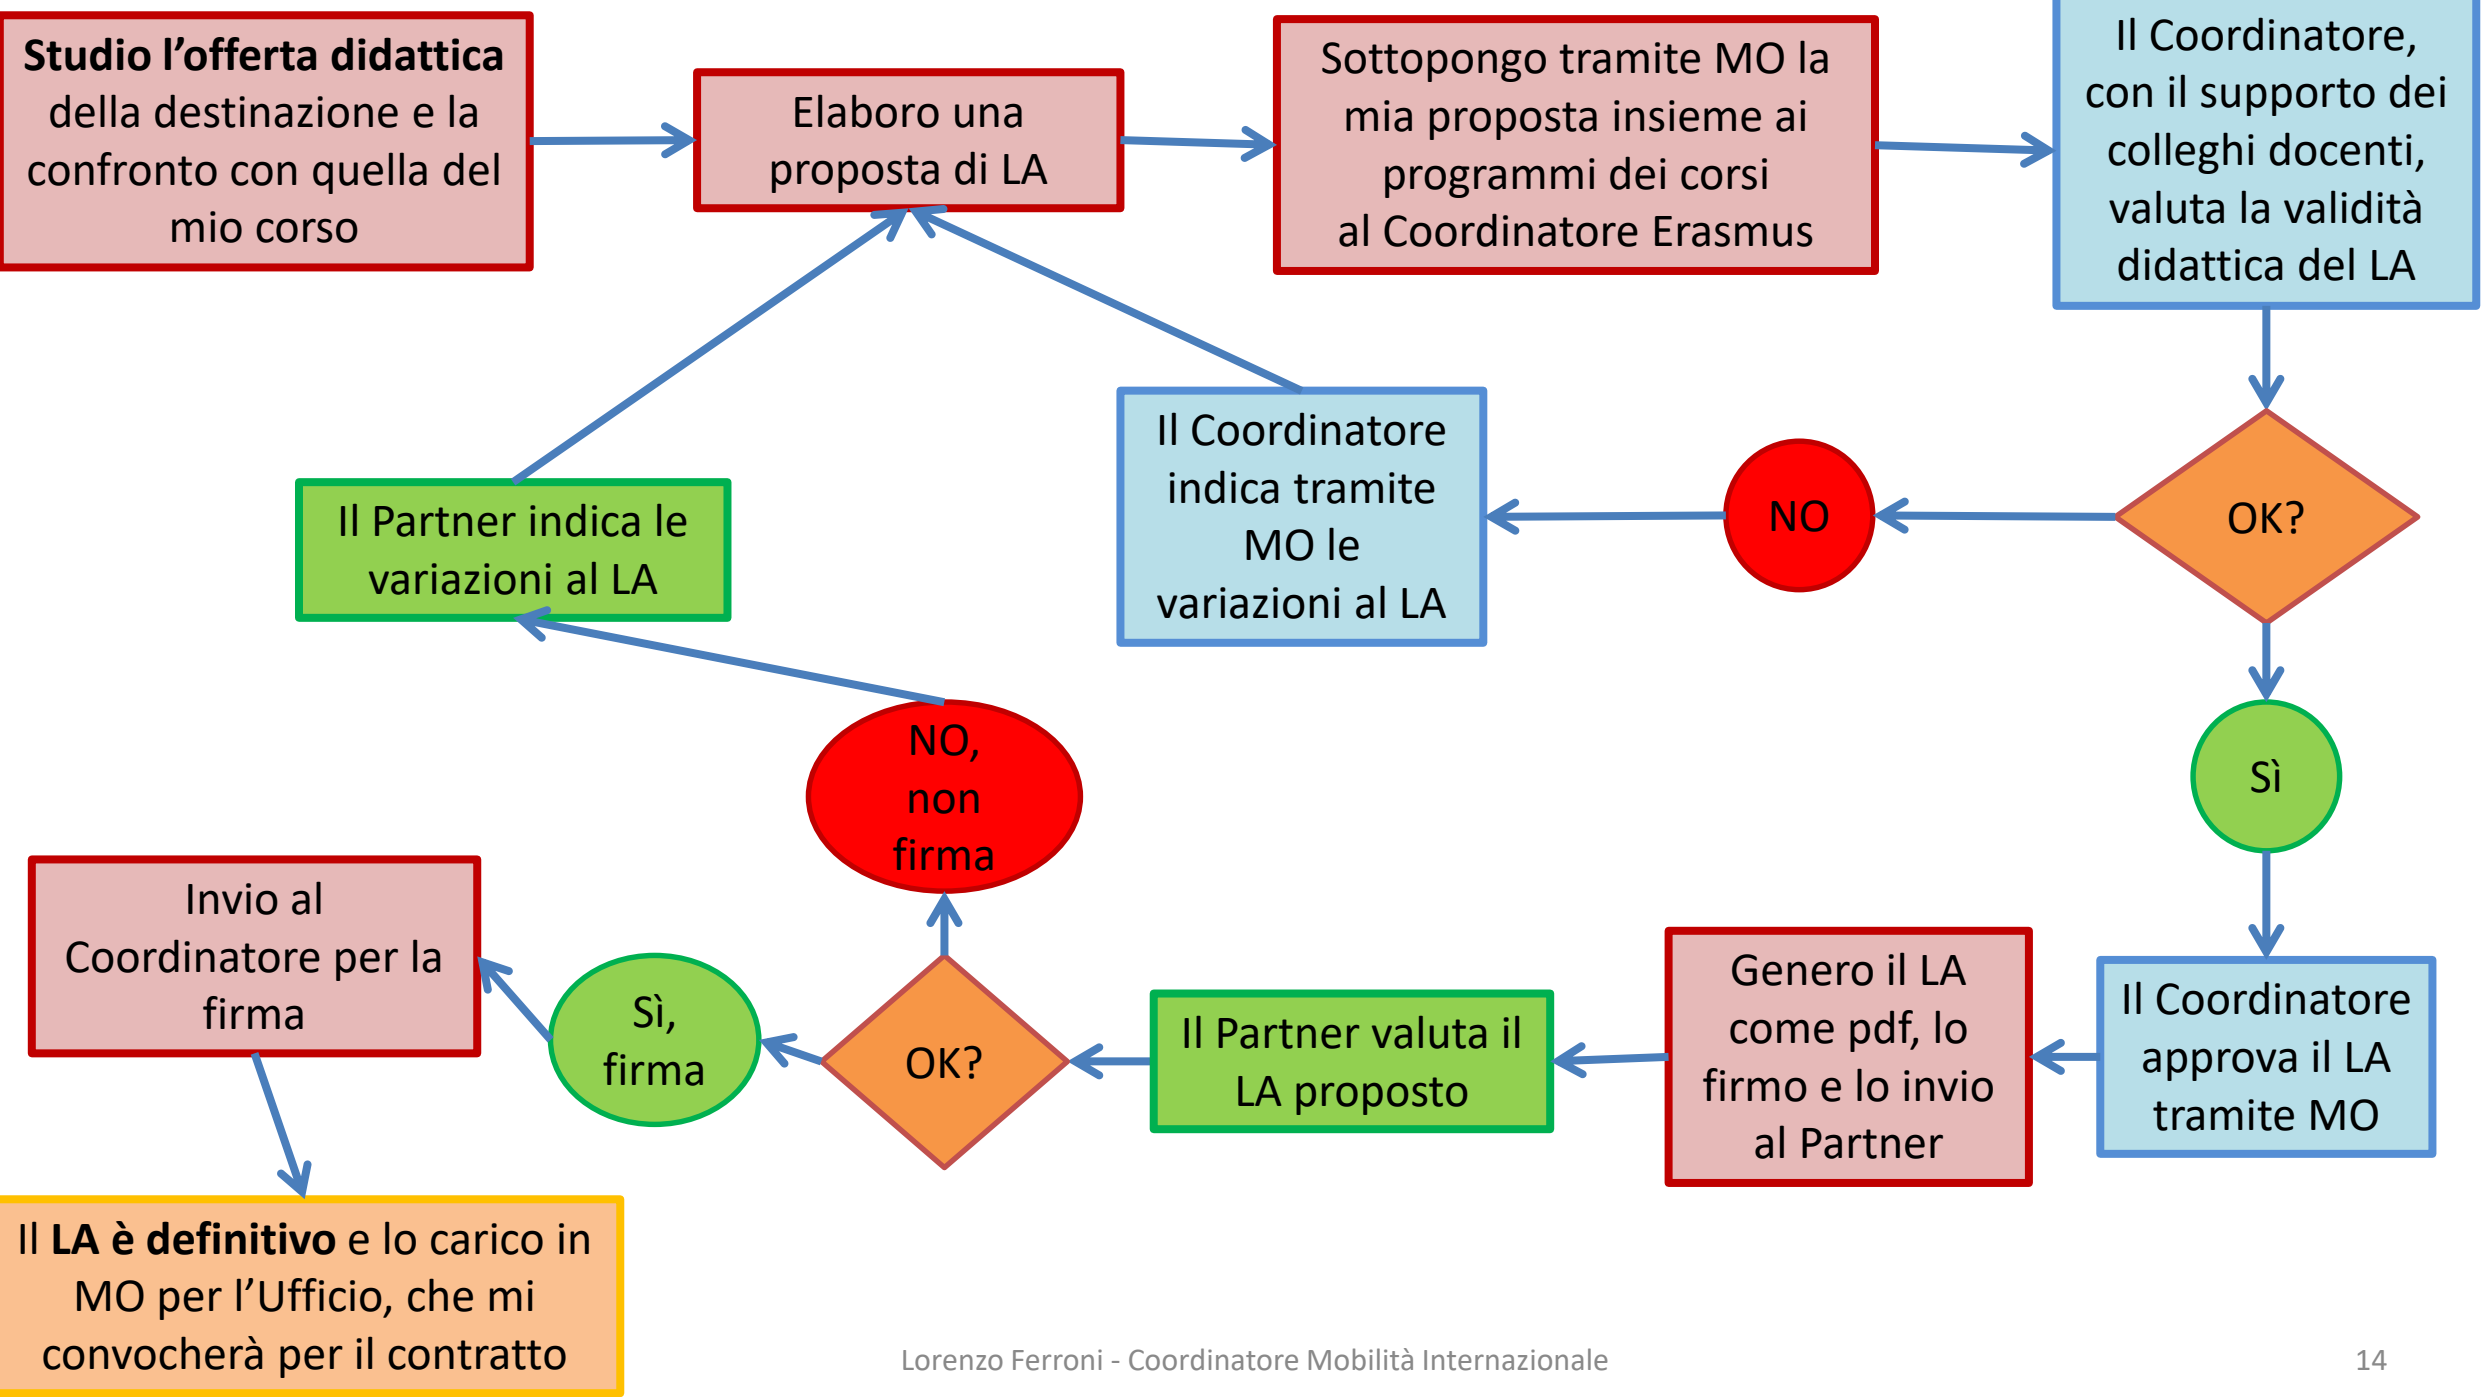 Studio l’offerta didattica
della destinazione e la
confronto con quella del
mio corso
Elaboro una
proposta di LA
Sottopongo tramite MO la
mia proposta insieme ai
programmi dei corsi
al Coordinatore Erasmus
Il Coordinatore,
con il supporto dei
colleghi docenti,
valuta la validità
didattica del LA
OK?
NO
Il Coordinatore
indica tramite
MO le
variazioni al LA
Il Partner indica le
variazioni al LA
Sì
Il Coordinatore
approva il LA
tramite MO
Genero il LA
come pdf, lo
firmo e lo invio
al Partner
Il Partner valuta il
LA proposto
OK?
NO,
non
firma
Sì,
firma
Invio al
Coordinatore per la
firma
Il LA è definitivo e lo carico in
MO per l’Ufficio, che mi
convocherà per il contratto
Lorenzo Ferroni - Coordinatore Mobilità Internazionale
14